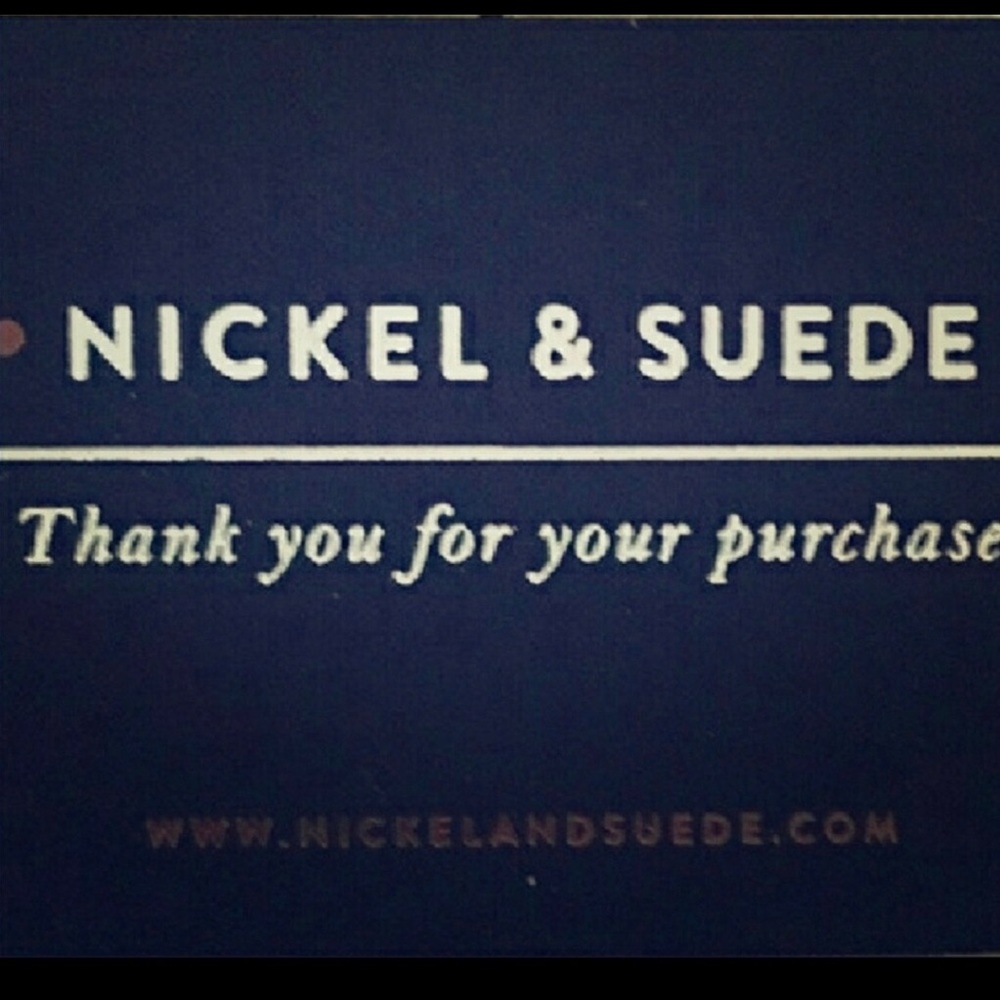 NICKEL & SUEDE
Thank you for your purchase
WWW.NICKELANDSUEDE.COM